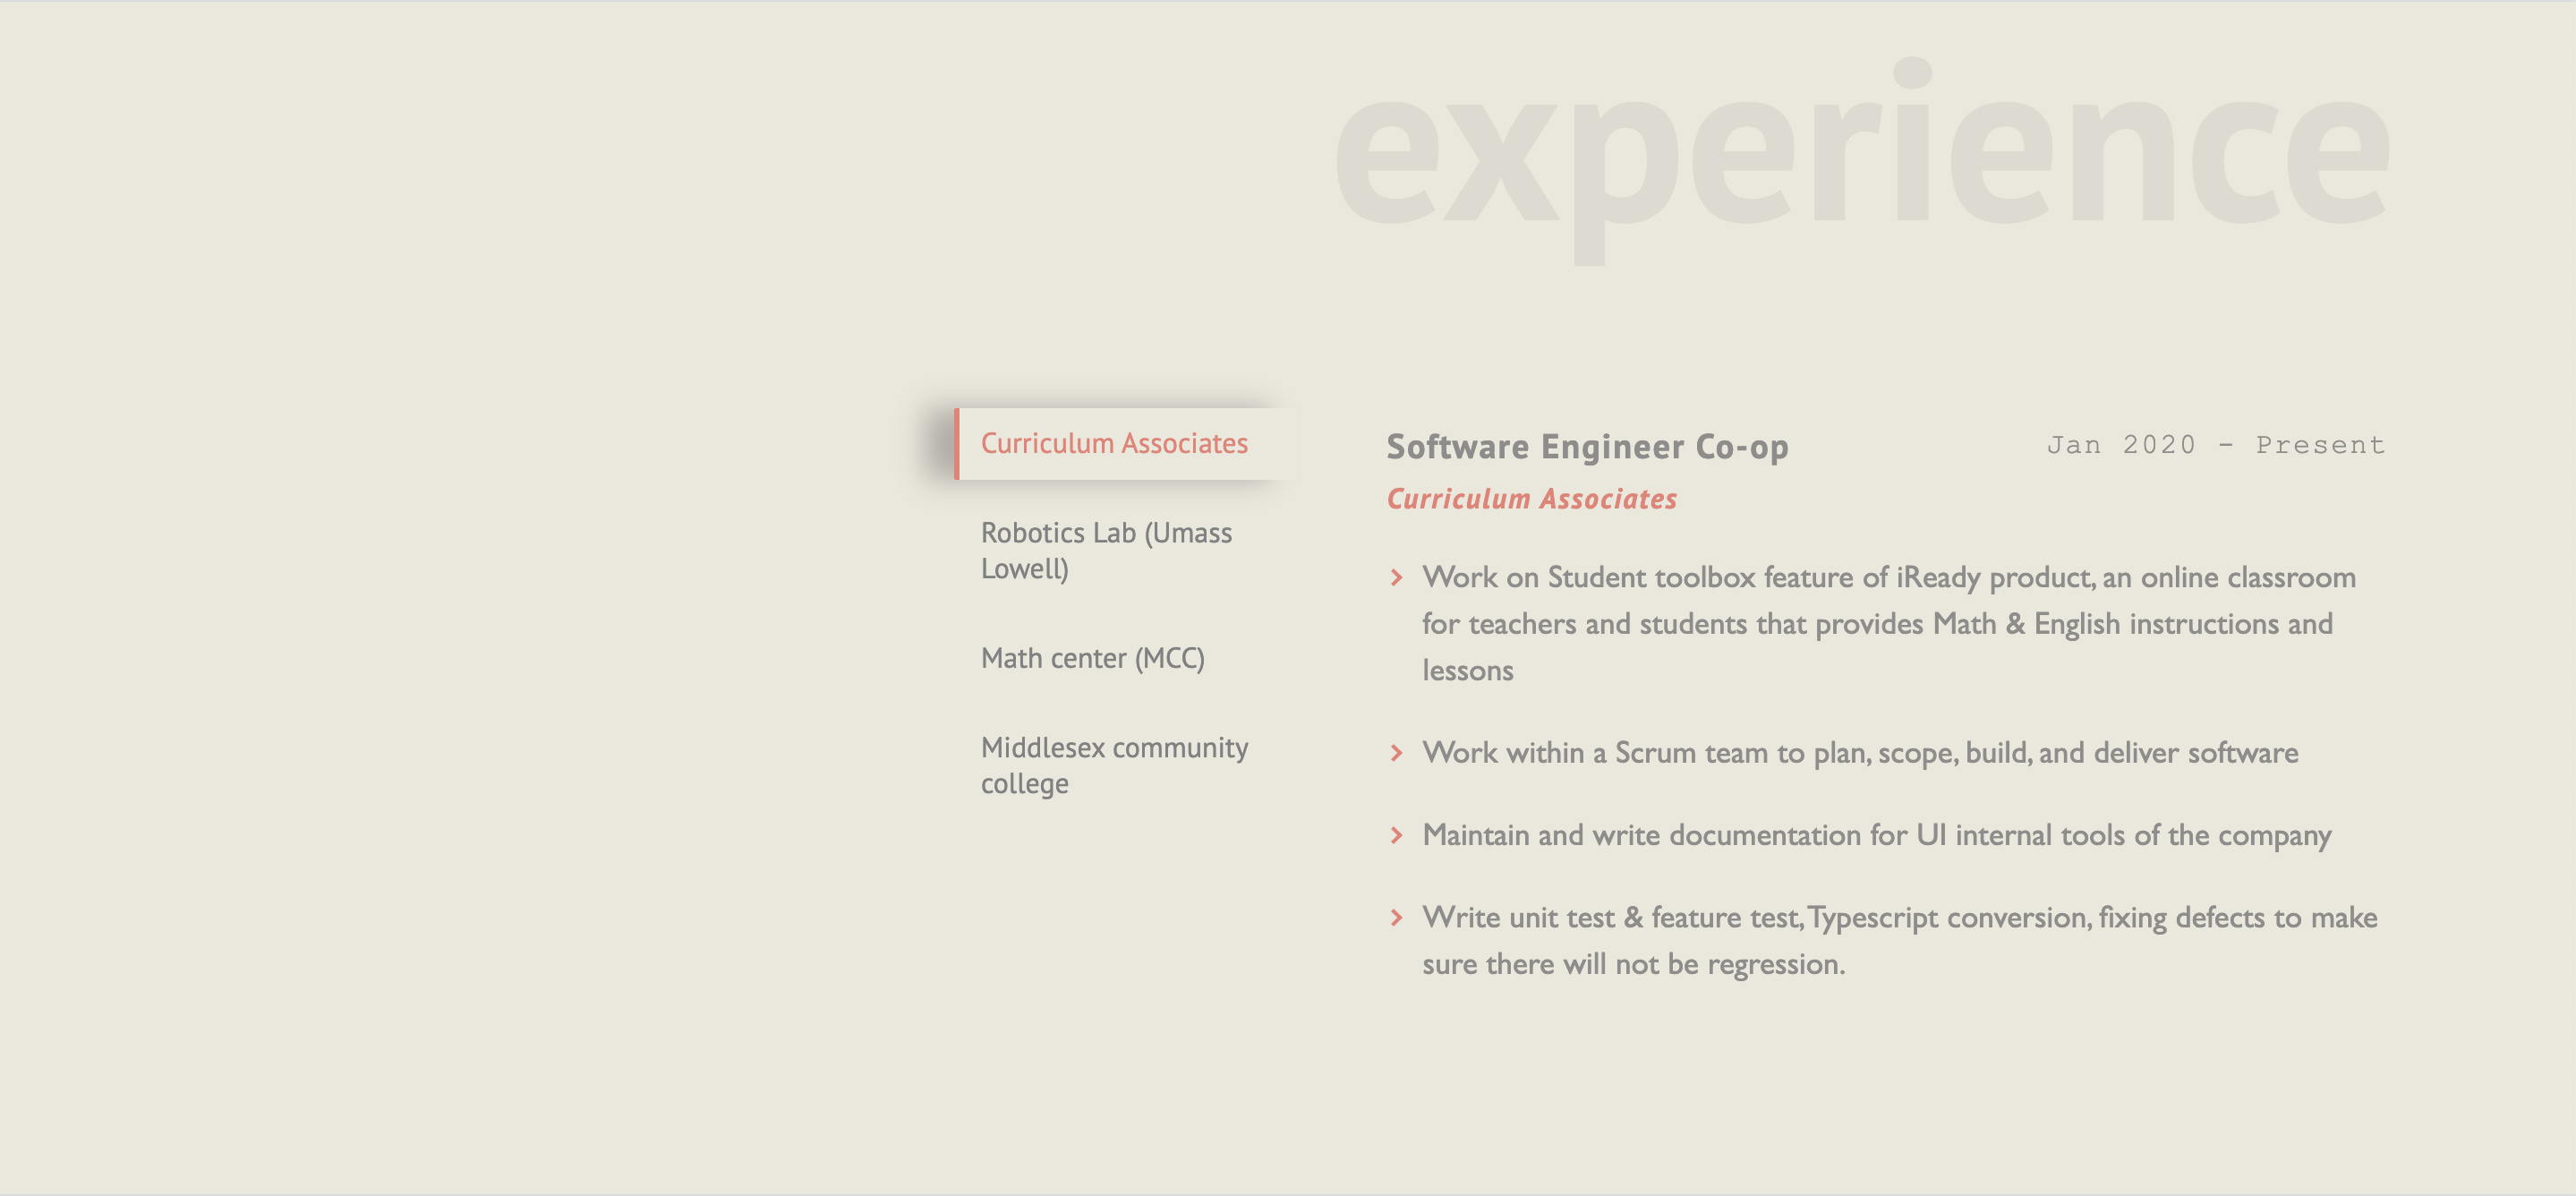 experience
Curriculum Associates
Robotics Lab (Umass
Lowell)
Math center (MCC)
Middlesex community
college
Software Engineer Co-op
Jan 2020 - Present
Curriculum Associates
Work on Student toolbox feature of iReady product, an online classroom
for teachers and students that provides Math & English instructions and
lessons
Work within a Scrum team to plan, scope, build, and deliver software
Maintain and write documentation for UI internal tools of the company
Write unit test & feature test, Typescript conversion, fixing defects to make
sure there will not be regression.